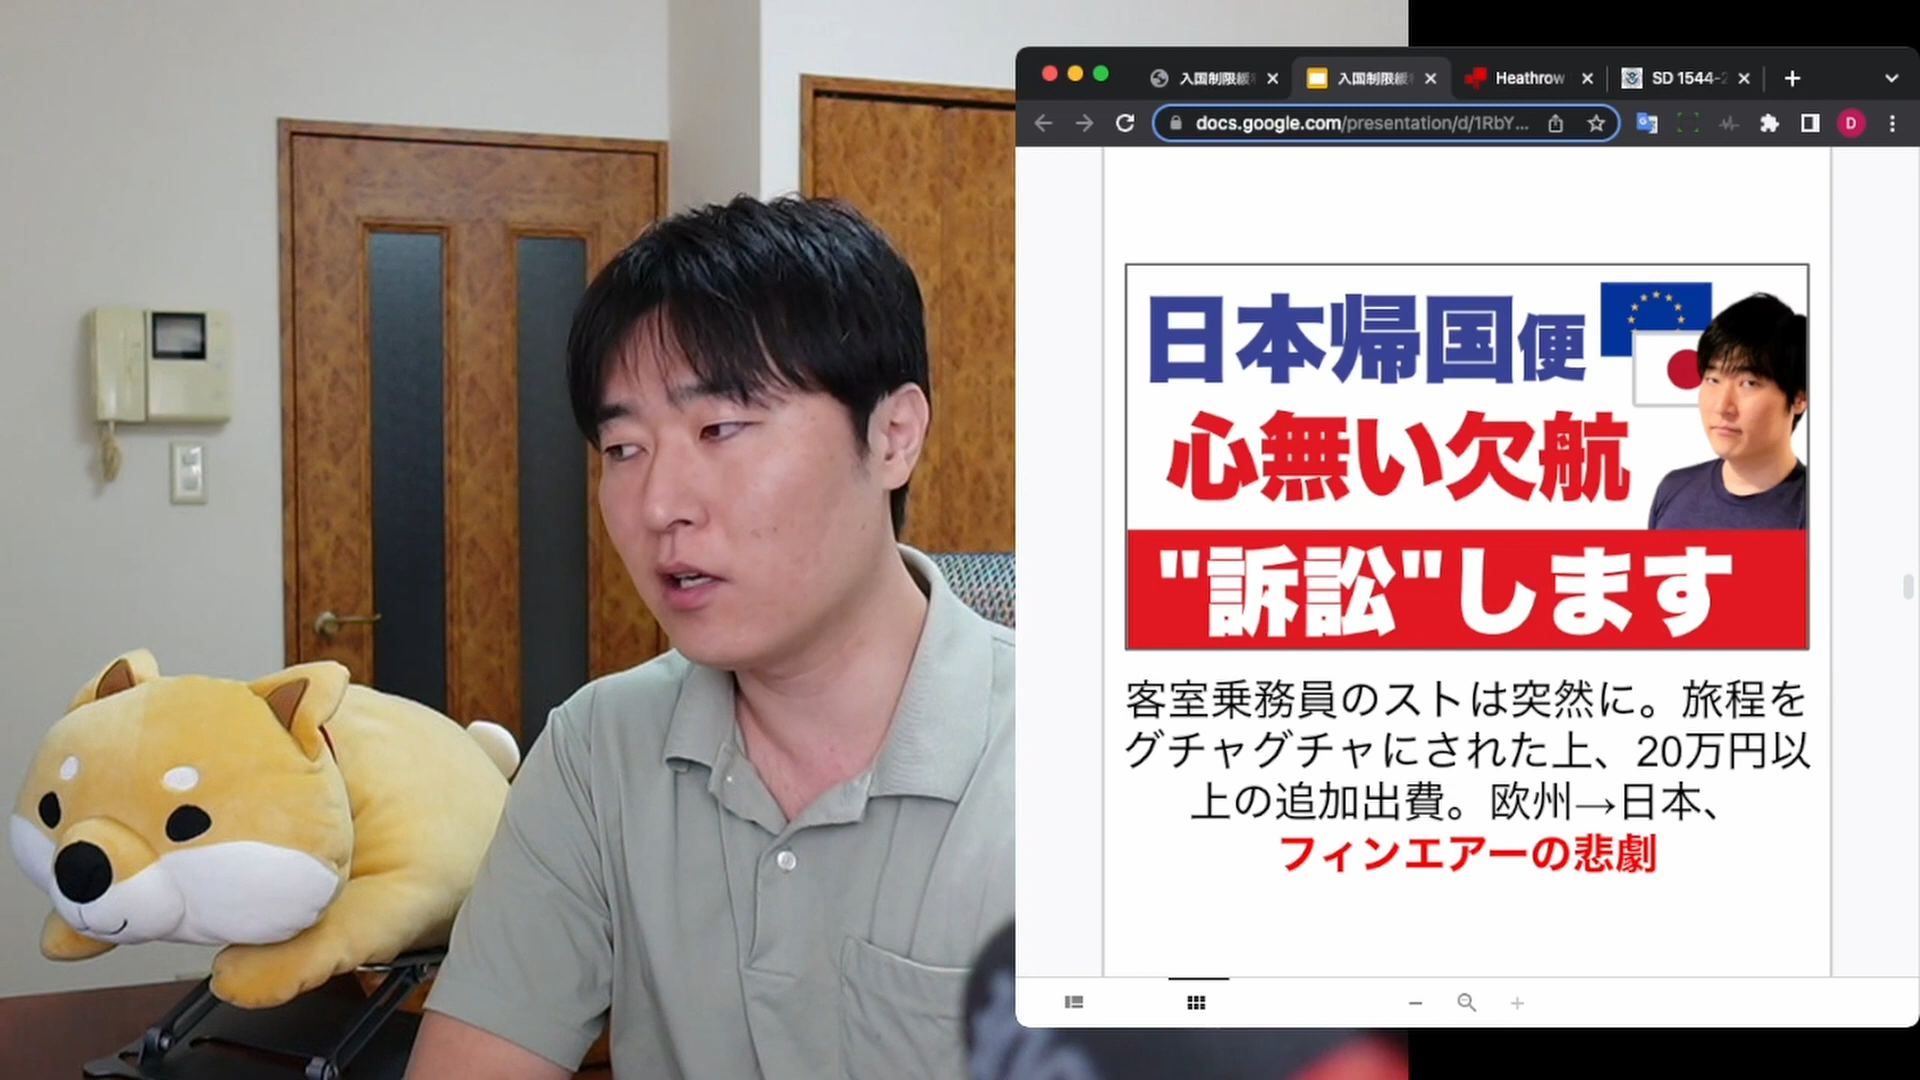 入国制限緩
入国制限緩
Heathrow
SD 1544-2
docs.google.com/presentation/d/1RbY...
D
日本帰国便
心無い欠航
"訴訟"します
客室乗務員のストは突然に。旅程を
グチャグチャにされた上、20万円以
上の追加出費。欧州→日本、
フィンエアーの悲劇